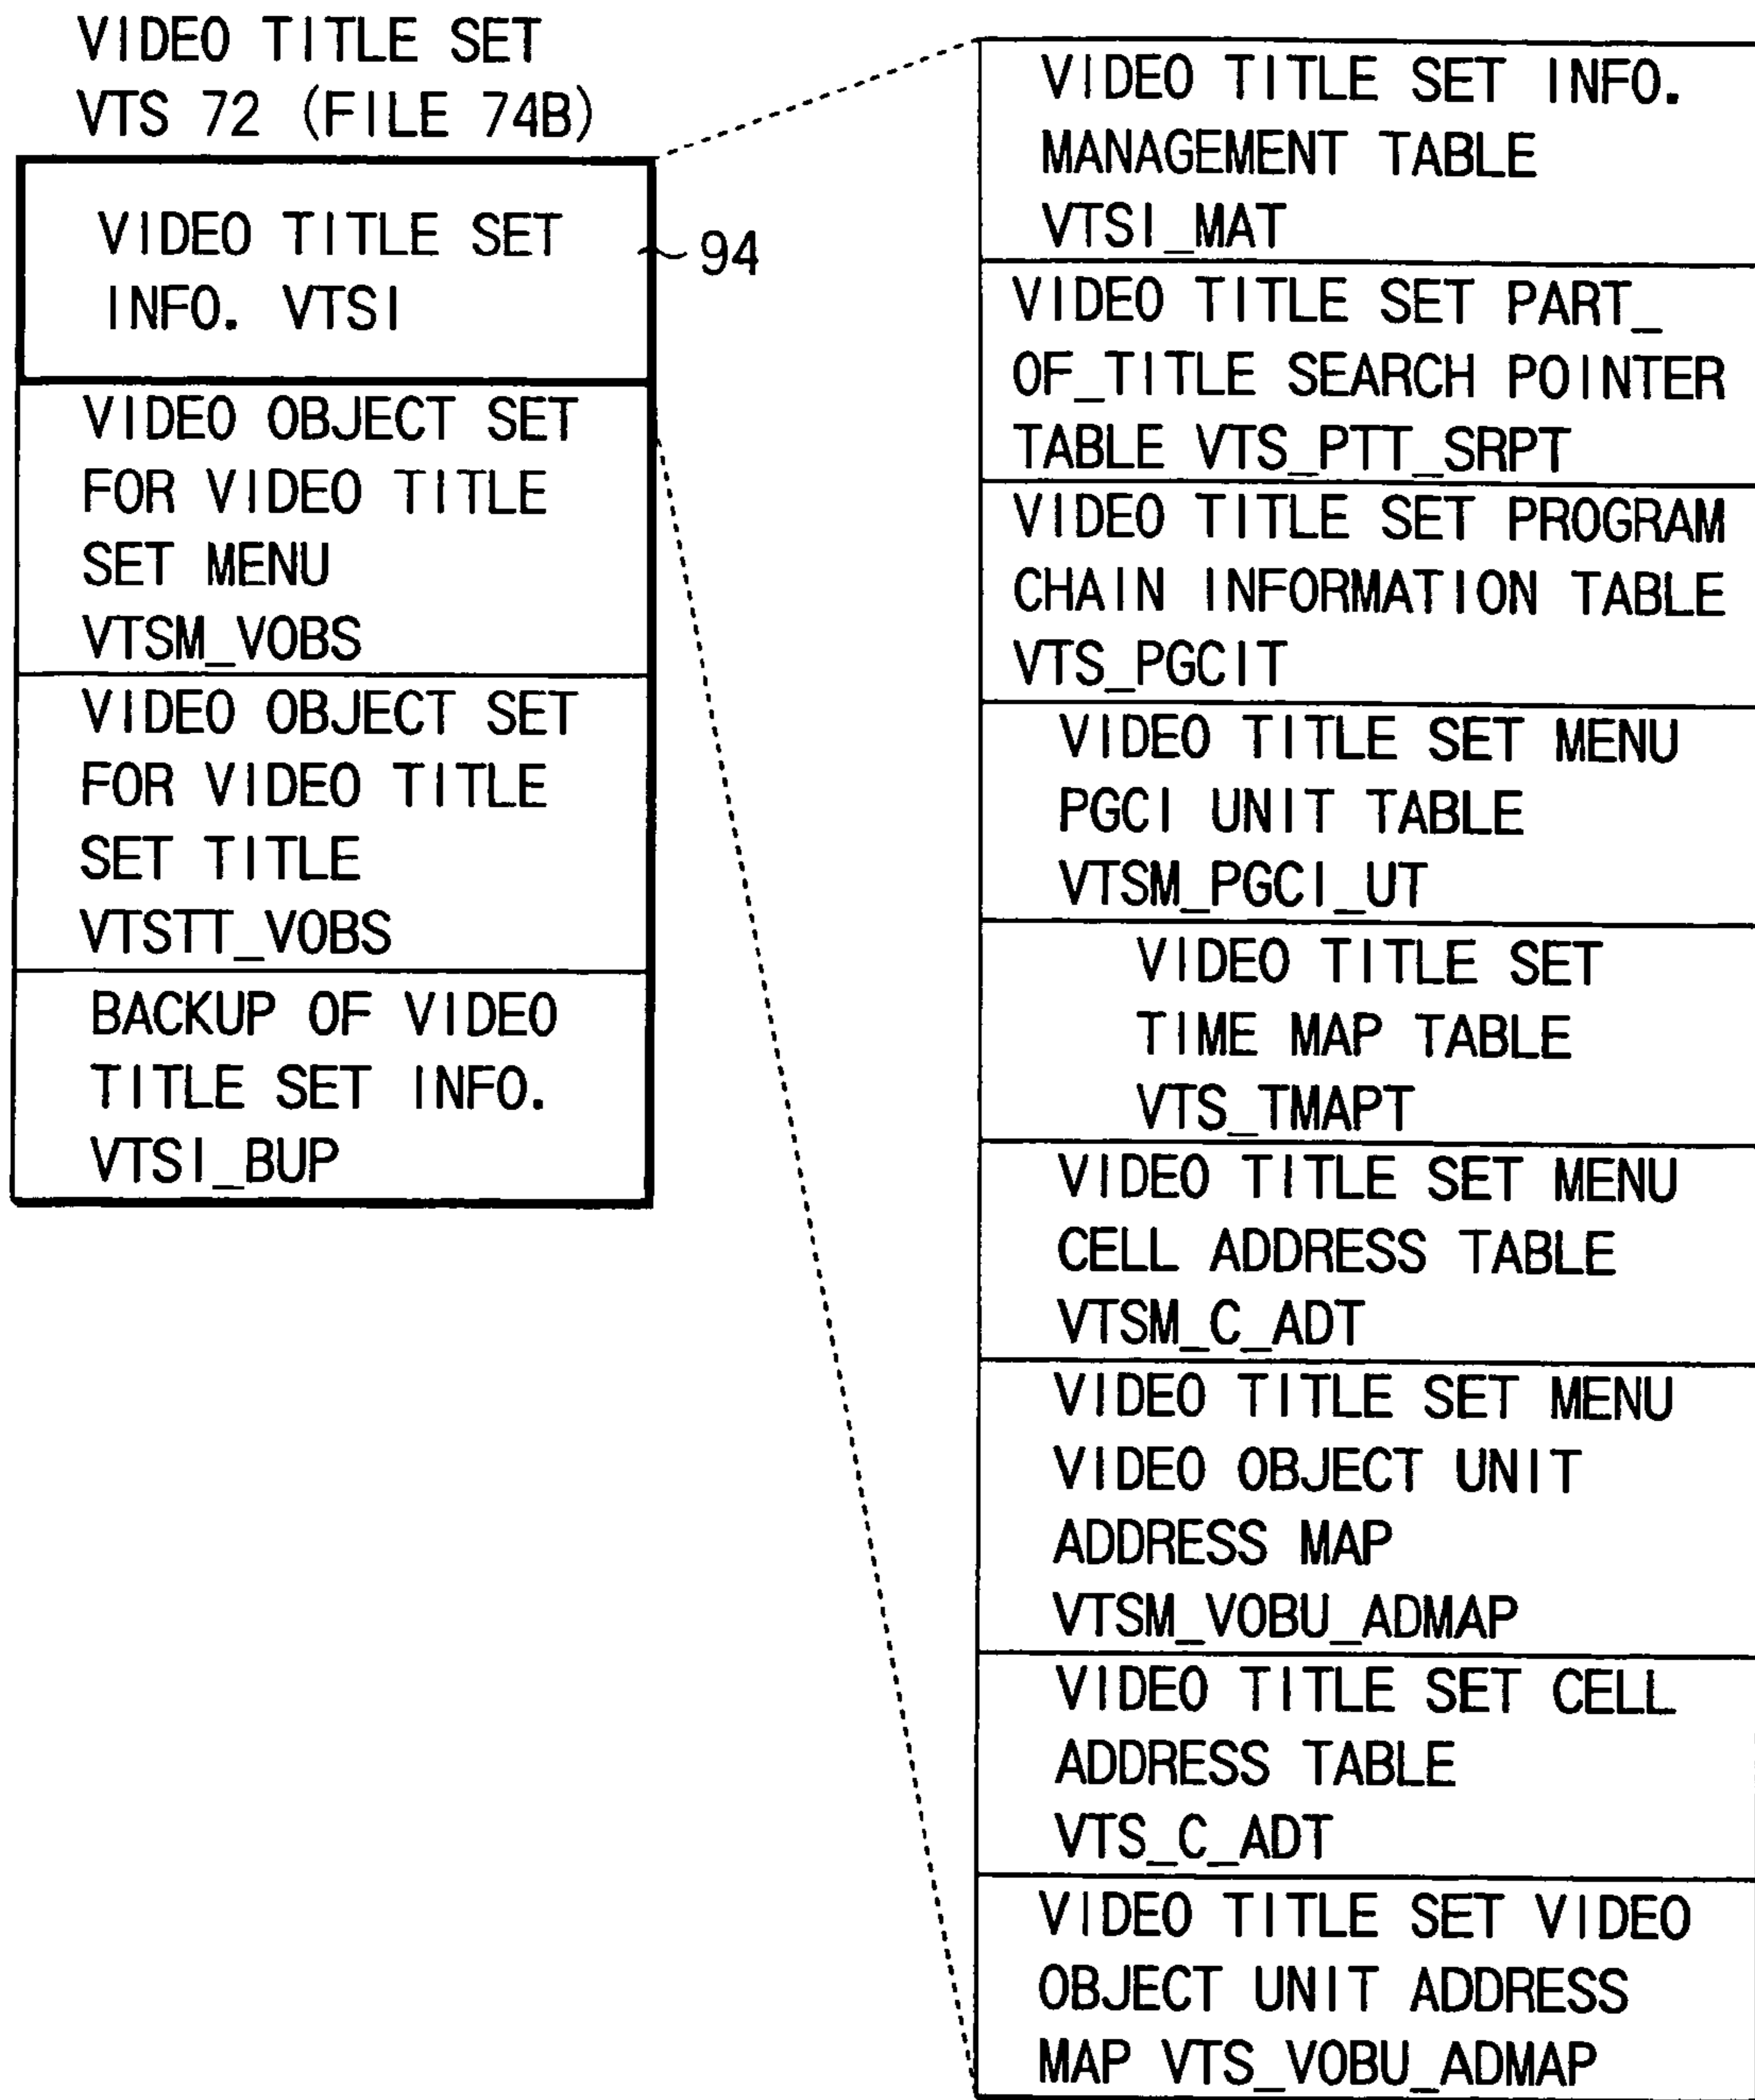 VIDEO TITLE SET
VTS 72 (FILE 74B)
VIDEO TITLE SET
INFO. VTSI
94
VIDEO OBJECT SET
FOR VIDEO TITLE
SET MENU
VTSM_VOBS
VIDEO OBJECT SET
FOR VIDEO TITLE
SET TITLE
VTSTT_VOBS
BACKUP OF VIDEO
TITLE SET INFO.
VTSI_BUP
VIDEO TITLE SET INFO.
MANAGEMENT TABLE
VTSI_MAT
VIDEO TITLE SET PART_
OF_TITLE SEARCH POINTER
TABLE VTS_PTT_SRPT
VIDEO TITLE SET PROGRAM
CHAIN INFORMATION TABLE
VTS_PGCIT
VIDEO TITLE SET MENU
PGCI UNIT TABLE
VTSM_PGCI_UT
VIDEO TITLE SET
TIME MAP TABLE
VTS_TMAPT
VIDEO TITLE SET MENU
CELL ADDRESS TABLE
VTSM_C_ADT
VIDEO TITLE SET MENU
VIDEO OBJECT UNIT
ADDRESS MAP
VTSM_VOBU_ADMAP
VIDEO TITLE SET CELL
ADDRESS TABLE
VTS_C_ADT
VIDEO TITLE SET VIDEO
OBJECT UNIT ADDRESS
MAP VTS_VOBU_ADMAP